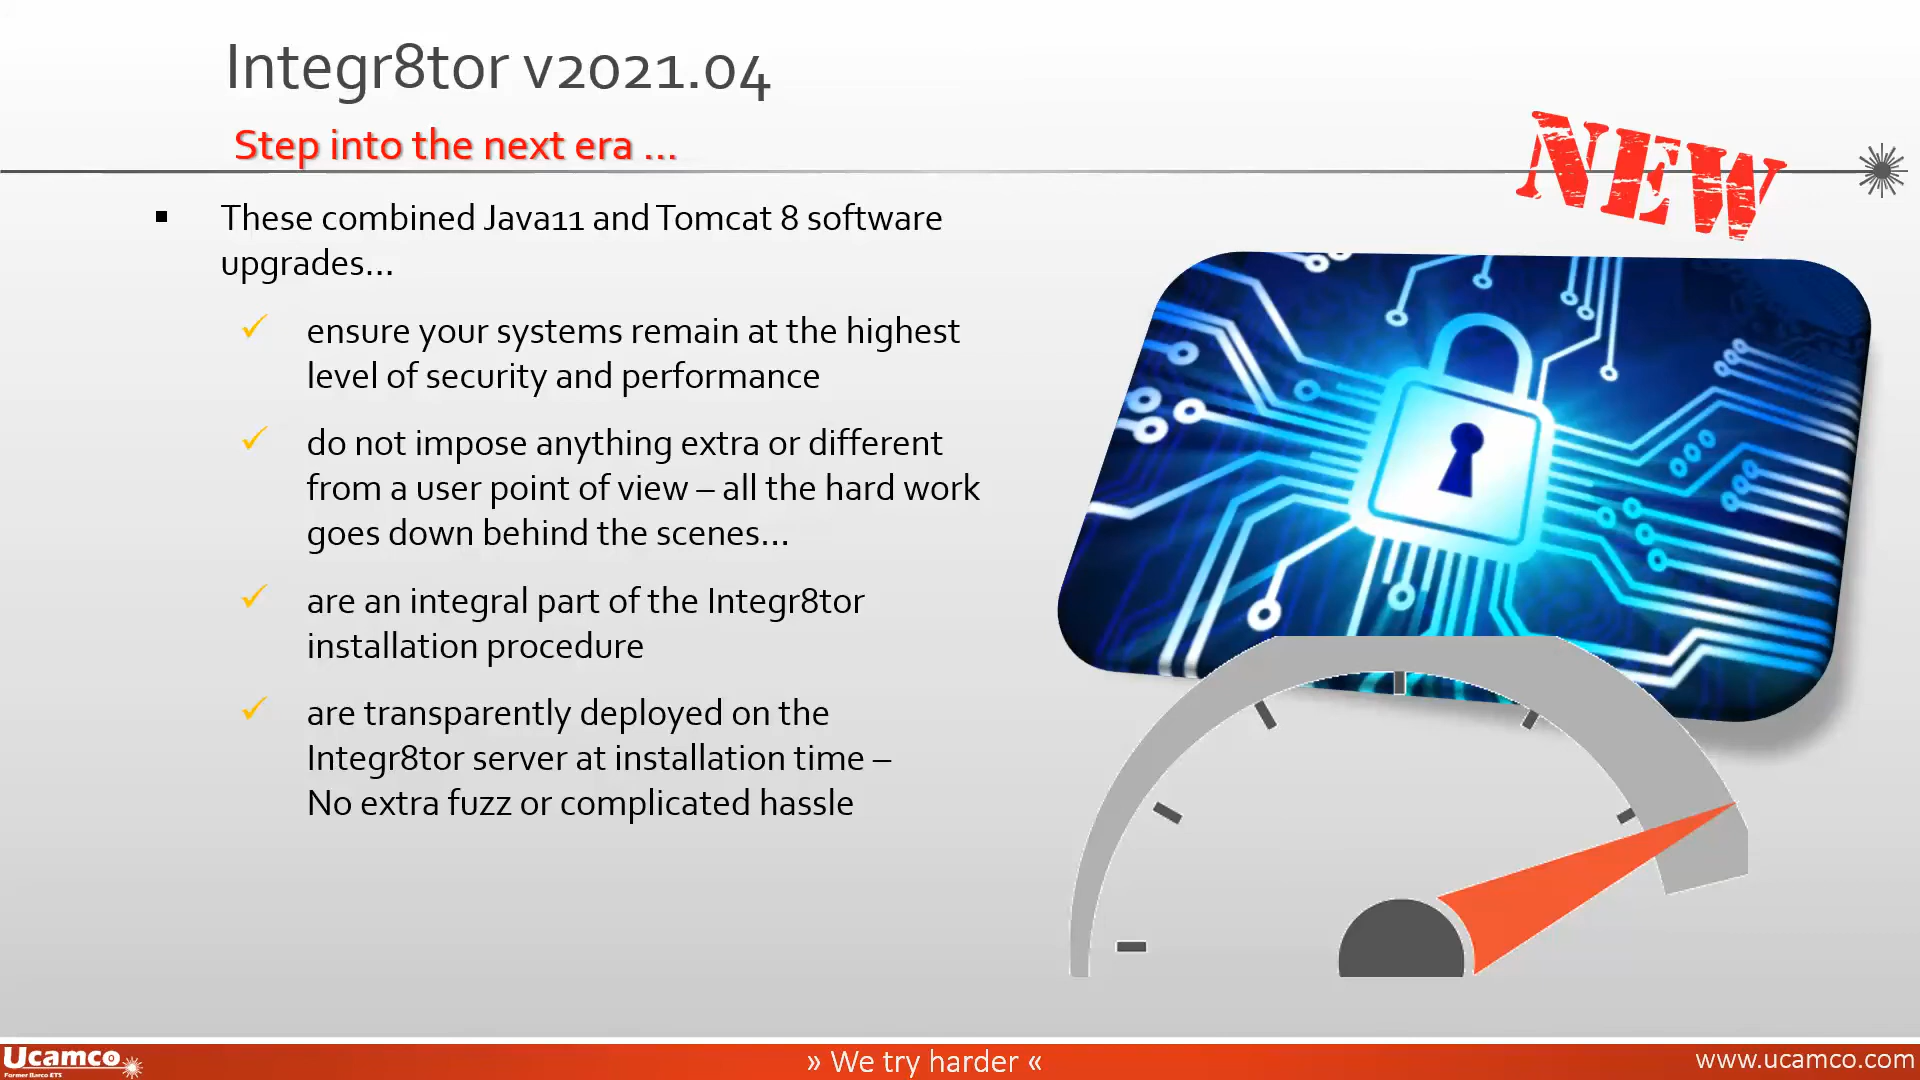 Integr8tor v2021.04
Step into the next era ...
NEW
▪ These combined Java11 and Tomcat 8 software
upgrades...
✓ ensure your systems remain at the highest
level of security and performance
✓ do not impose anything extra or different
from a user point of view – all the hard work
goes down behind the scenes...
✓ are an integral part of the Integr8tor
installation procedure
✓ are transparently deployed on the
Integr8tor server at installation time –
No extra fuzz or complicated hassle
Ucamco
Former Barco ETS
» We try harder «
www.ucamco.com